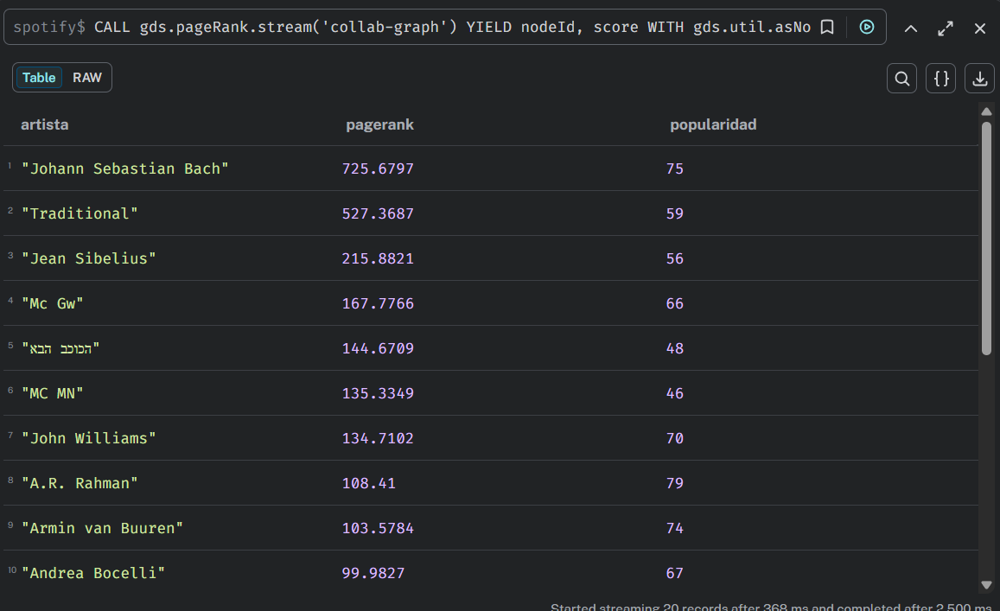 spotify$ CALL gds.pageRank.stream('collab-graph') YIELD nodeId, score WITH gds.util.asNo
Table RAW
artista pagerank popularidad
1 "Johann Sebastian Bach" 725.6797 75
2 "Traditional" 527.3687 59
3 "Jean Sibelius" 215.8821 56
4 "Mc Gw" 167.7766 66
5 "הכוכב הבא" 144.6709 48
6 "MC MN" 135.3349 46
7 "John Williams" 134.7102 70
8 "A.R. Rahman" 108.41 79
9 "Armin van Buuren" 103.5784 74
10 "Andrea Bocelli" 99.9827 67
Started streaming 20 records after 368 ms and completed after 2,500 ms